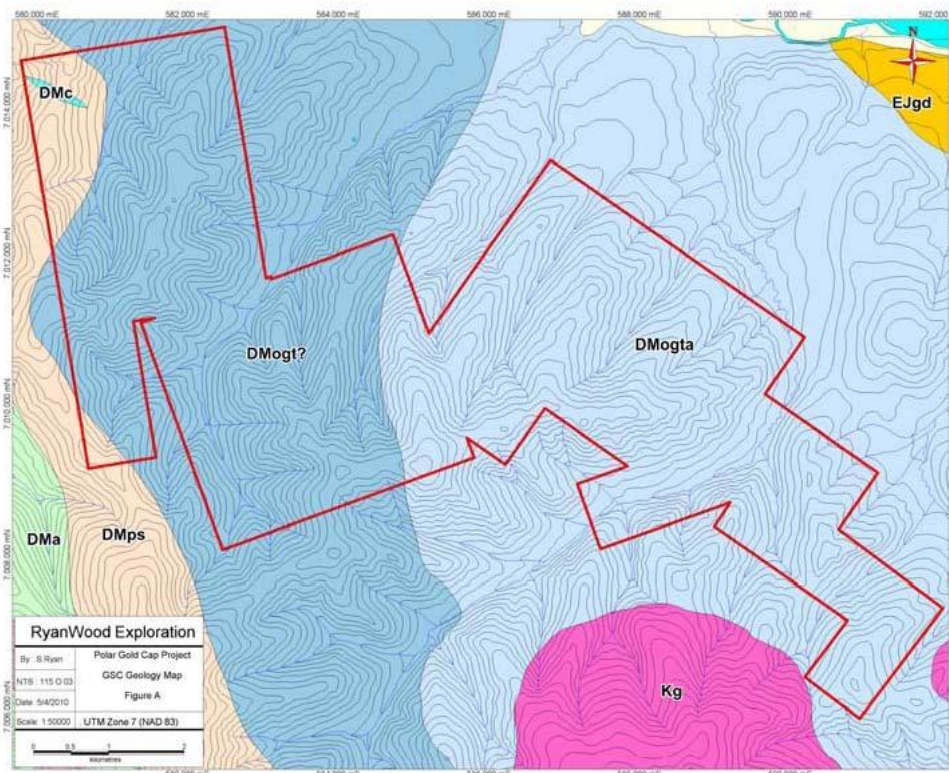 560.000 mE 582.000 mE 584.000 mE 586.000 mE 588.000 mE 590.000 mE 592.000
N
7.014.000 mN
DMc
EJgd
7.012.000 mN
DMogt?
DMogta
7.010.000 mN
DMa
DMps
7.008.000 mN
Kg
7.006.000 mN
RyanWood Exploration
By S.Ryan
Polar Gold Cap Project
NTS : 115 O 03
GSC Geology Map
Figure A
Date 5/4/2010
Scale 1:50000
UTM Zone 7 (NAD 83)
0 0.5 1 2
kilometres